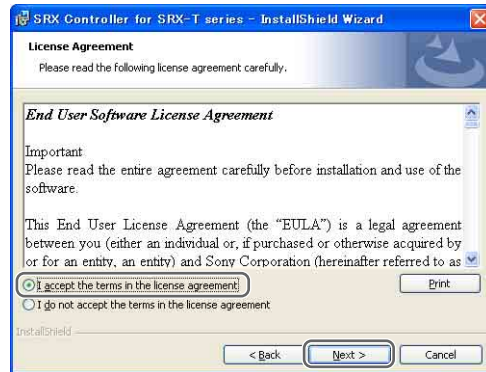 SRX Controller for SRX-T series - InstallShield Wizard
License Agreement
Please read the following license agreement carefully.
End User Software License Agreement
Important
Please read the entire agreement carefully before installation and use of the
software.
This End User License Agreement (the “EULA”) is a legal agreement
between you (either an individual or, if purchased or otherwise acquired by
or for an entity, an entity) and Sony Corporation (hereinafter referred to as
I accept the terms in the license agreement
Print
I do not accept the terms in the license agreement
InstallShield
< Back
Next >
Cancel